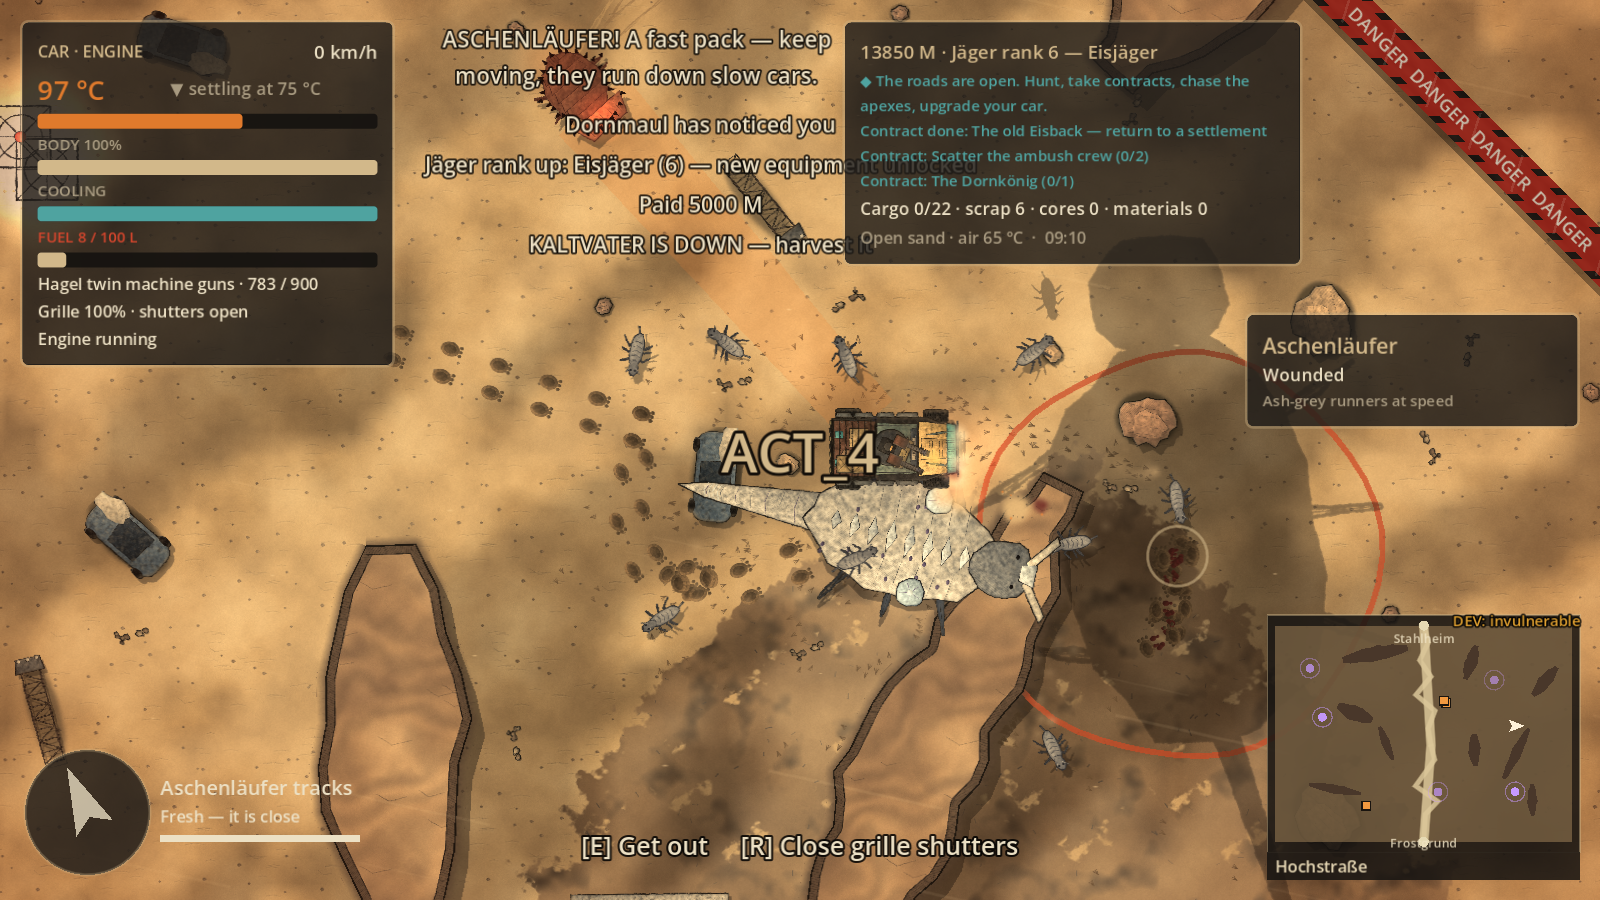 CAR · ENGINE
0 km/h
97 °C
▼ settling at 75 °C
BODY 100%
COOLING
FUEL 8 / 100 L
Hagel twin machine guns · 783 / 900
Grille 100% · shutters open
Engine running
ASCHENLÄUFER! A fast pack — keep
moving, they run down slow cars.
Dornmaul has noticed you
Jäger rank up: Eisjäger (6) — new equipment unlocked
Paid 5000 M
KALTVATER IS DOWN — harvest it
13850 M · Jäger rank 6 — Eisjäger
◆ The roads are open. Hunt, take contracts, chase the
apexes, upgrade your car.
Contract done: The old Eisback — return to a settlement
Contract: Scatter the ambush crew (0/2)
Contract: The Dornkönig (0/1)
Cargo 0/22 · scrap 6 · cores 0 · materials 0
Open sand · air 65 °C · 09:10
DANGER DANGER DANGER DANGER DANGER
Aschenläufer
Wounded
Ash-grey runners at speed
ACT_4
Aschenläufer tracks
Fresh — it is close
[E] Get out [R] Close grille shutters
DEV: invulnerable
Stahlheim
Frostgrund
Hochstraße